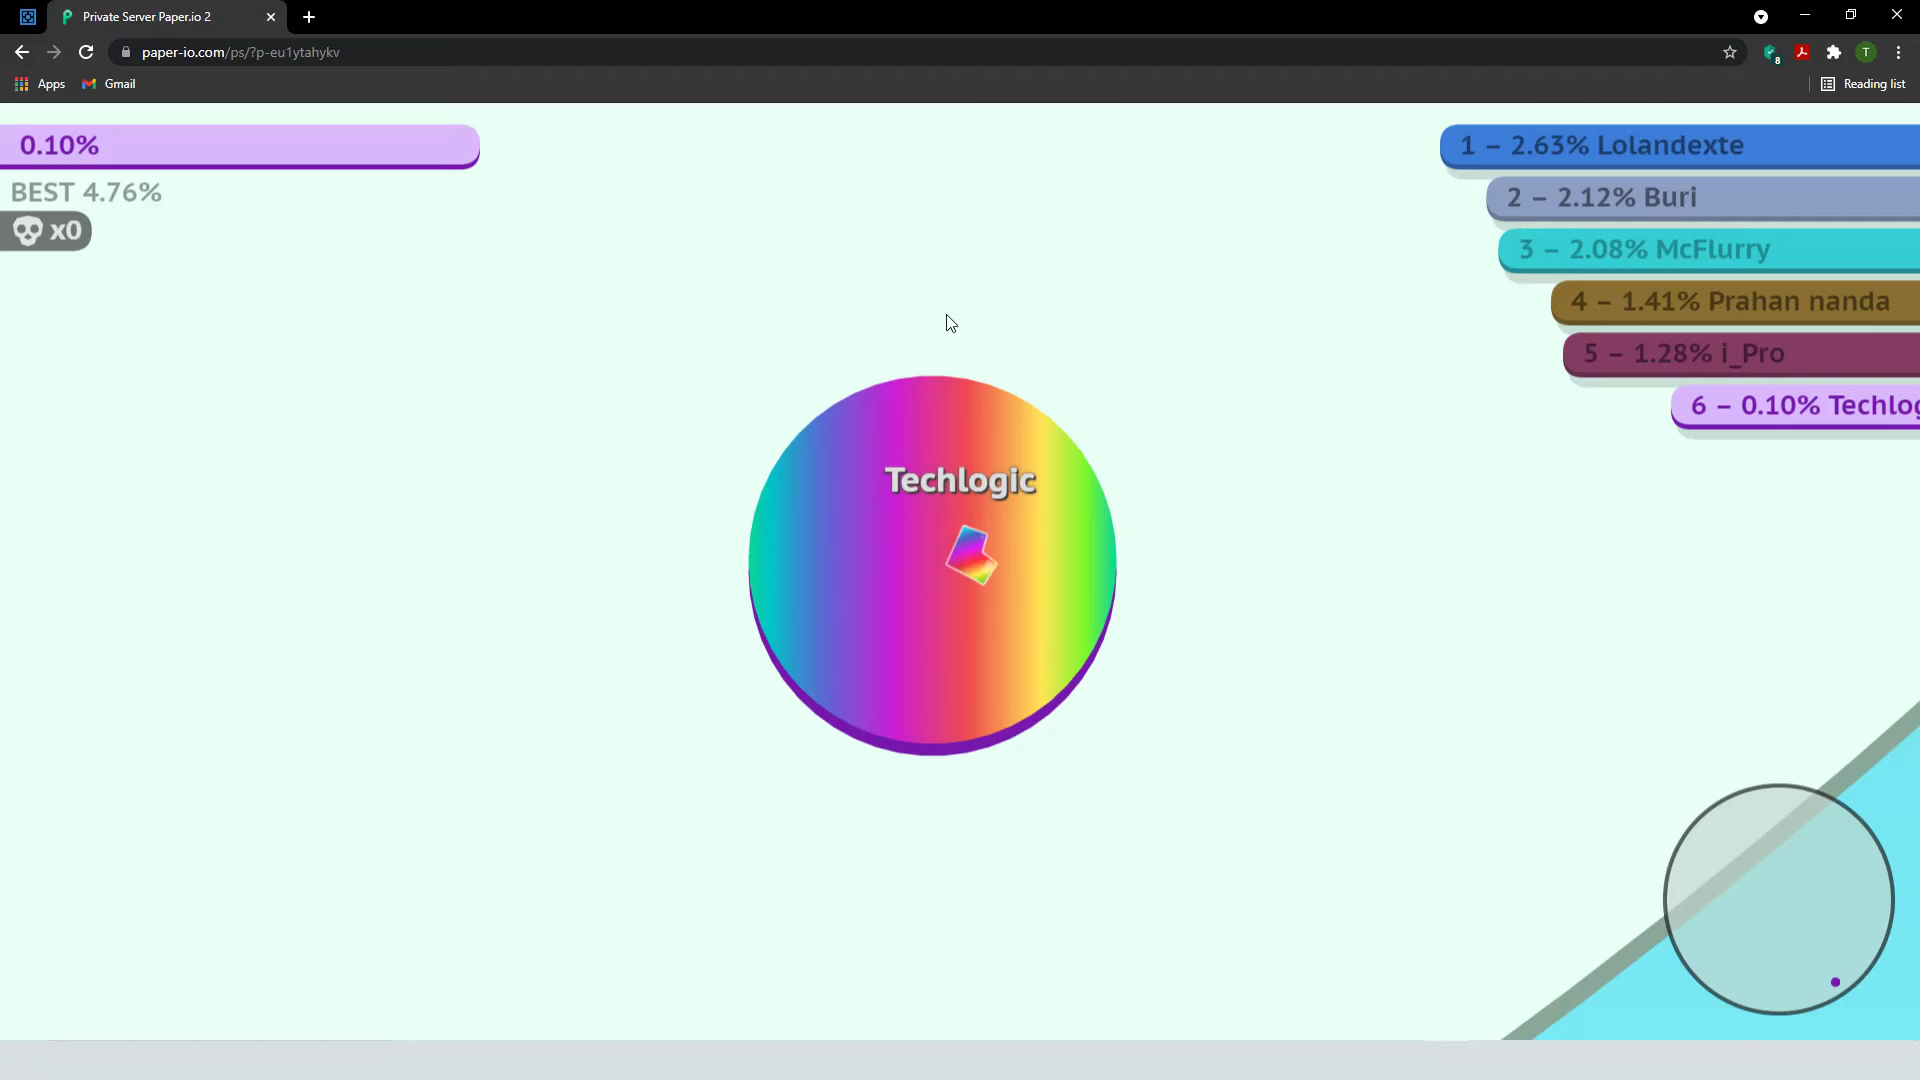 Private Server Paper.io 2
paper-io.com/ps/?p-eu1ytahykv
8
T
Apps
Gmail
Reading list
0.10%
BEST 4.76%
x0
1 – 2.63% Lolandexte
2 – 2.12% Buri
3 – 2.08% McFlurry
4 – 1.41% Prahan nanda
5 – 1.28% i_Pro
6 – 0.10% Techlog
Techlogic